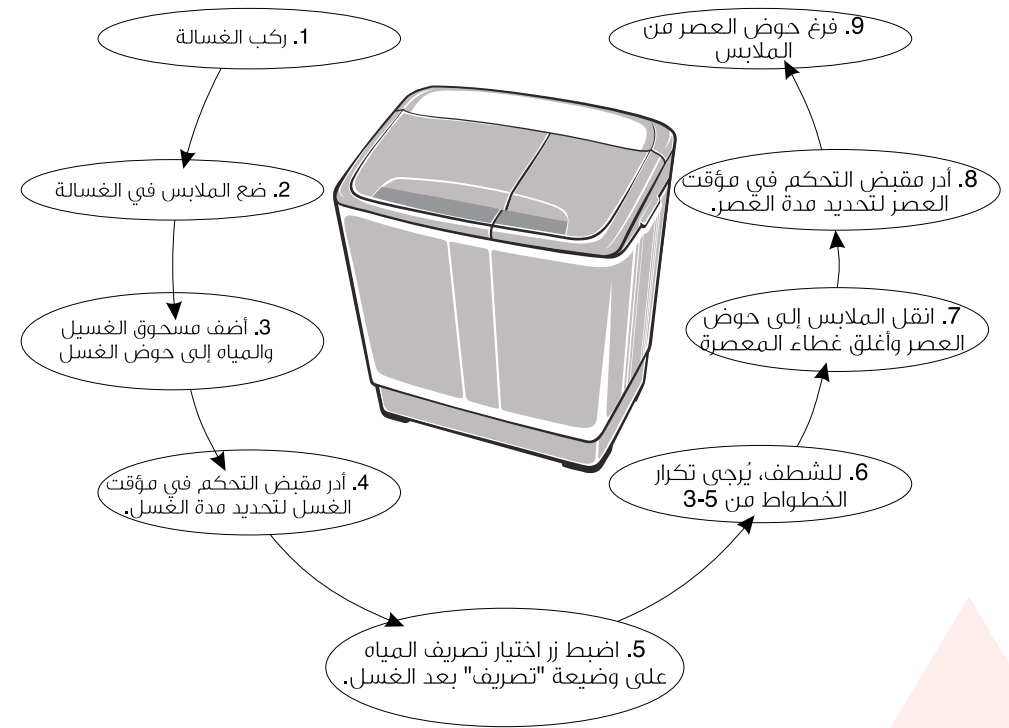 1. ركب الغسالة
2. ضع الملابس في الغسالة
3. أضف مسحوق الغسيل
والمياه إلى حوض الغسل
4. أدر مقبض التحكم في مؤقت
الغسل لتحديد مدة الغسل.
5. اضبط زر اختيار تصريف المياه
على وضيعة "تصريف" بعد الغسل.
6. للشطف، يُرجى تكرار
الخطواط من 5-3
7. انقل الملابس إلى حوض
العصر وأغلق غطاء المعصرة
8. أدر مقبض التحكم في مؤقت
العصر لتحديد مدة العصر.
9. فرغ حوض العصر من
الملابس